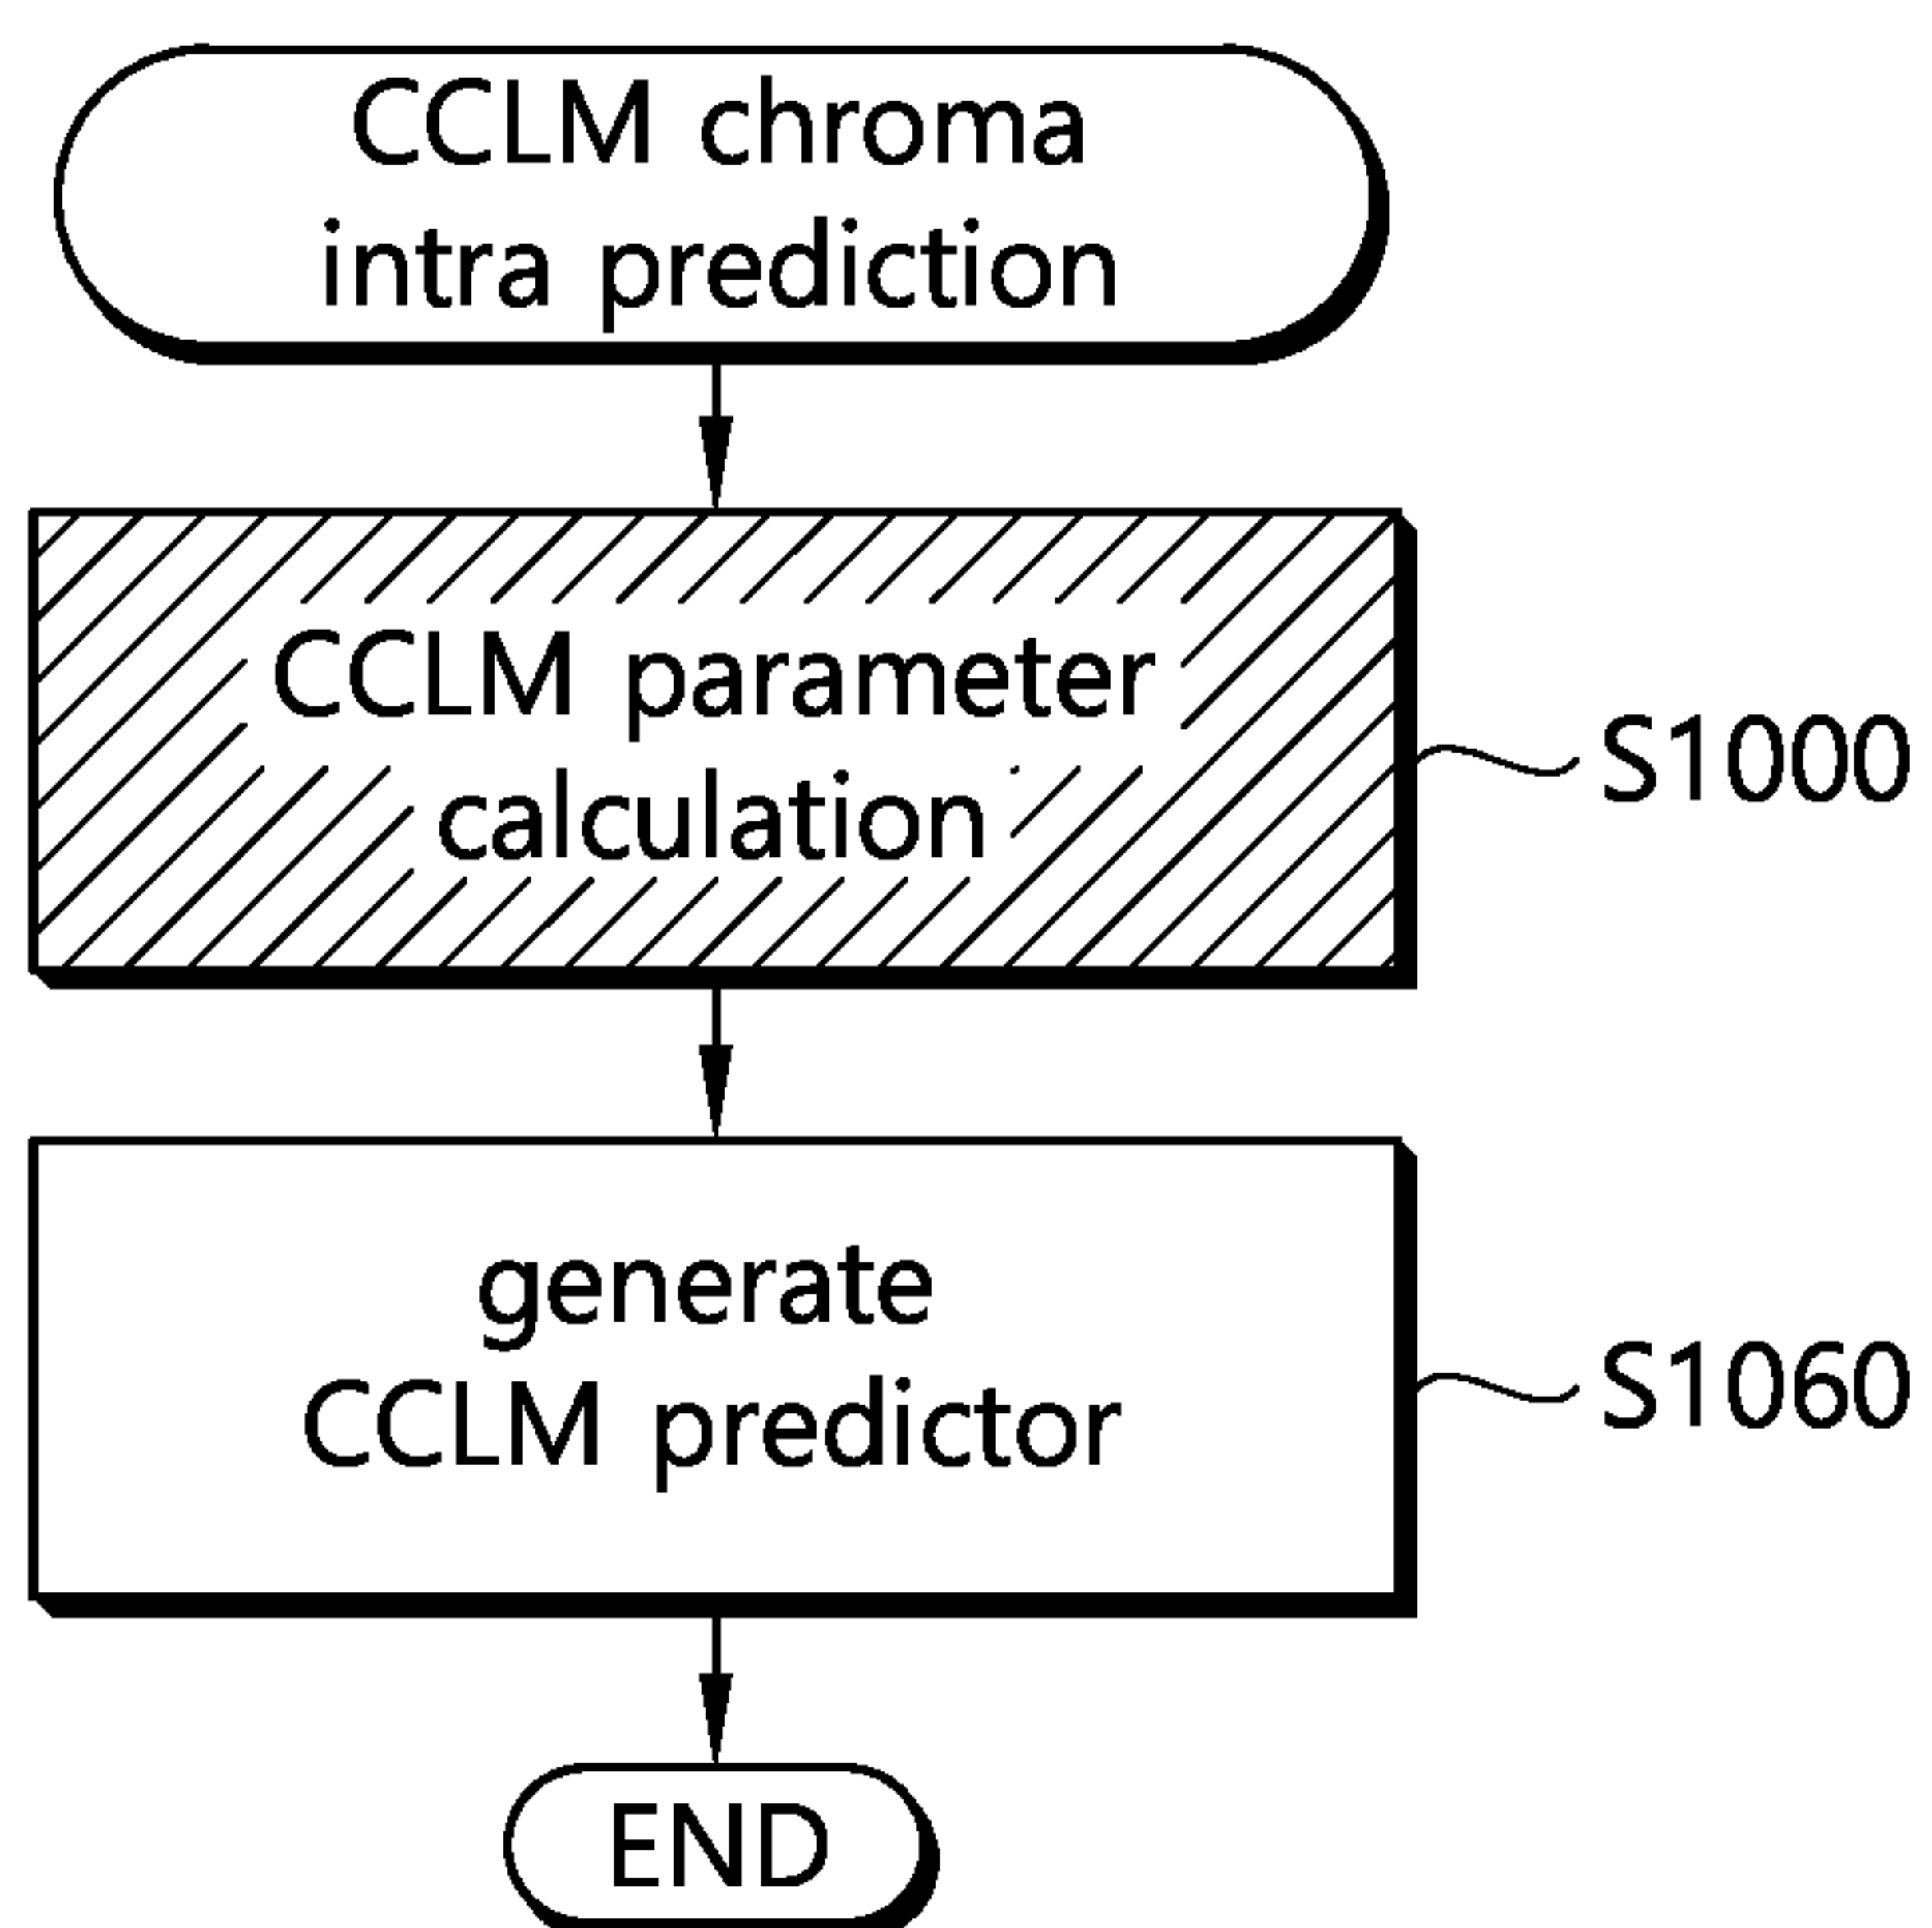 CCLM chroma
intra prediction
CCLM parameter
calculation
S1000
generate
CCLM predictor
S1060
END